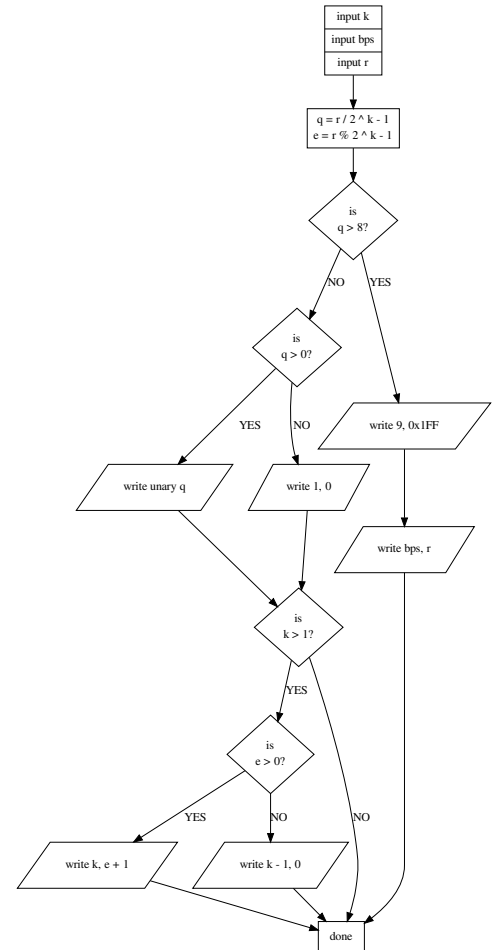 input k
input bps
input r
q = r / 2 ^ k - 1
e = r % 2 ^ k - 1
is
q > 8?
NO
YES
is
q > 0?
YES
NO
write 9, 0x1FF
write unary q
write 1, 0
write bps, r
is
k > 1?
YES
is
e > 0?
YES
NO
NO
write k, e + 1
write k - 1, 0
done